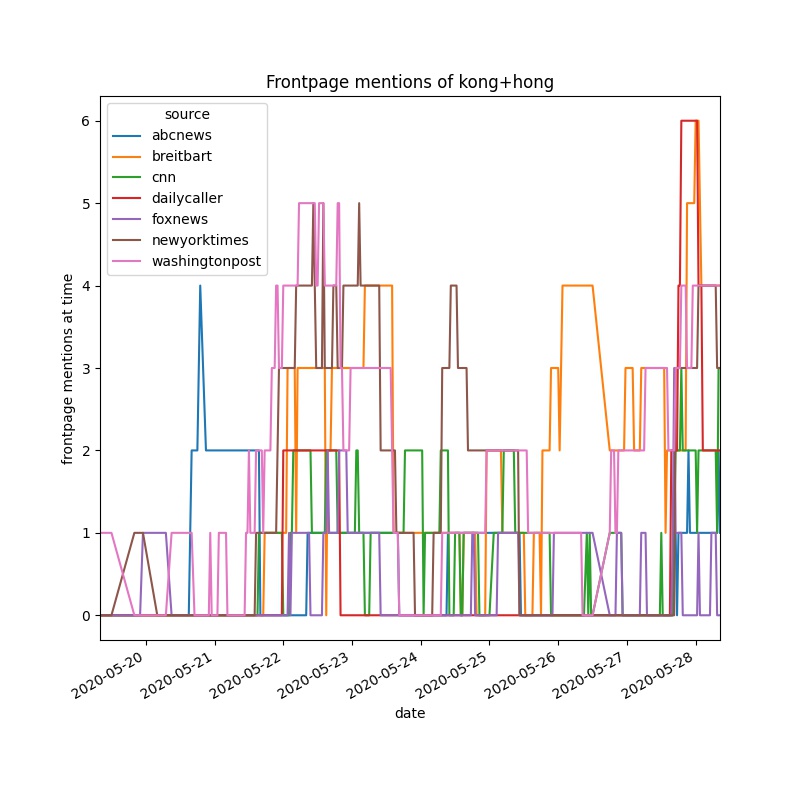 Frontpage mentions of kong+hong
source
abcnews
breitbart
cnn
dailycaller
foxnews
newyorktimes
washingtonpost
frontpage mentions at time
6
5
4
3
2
1
0
2020-05-20
2020-05-21
2020-05-22
2020-05-23
2020-05-24
2020-05-25
2020-05-26
2020-05-27
2020-05-28
date